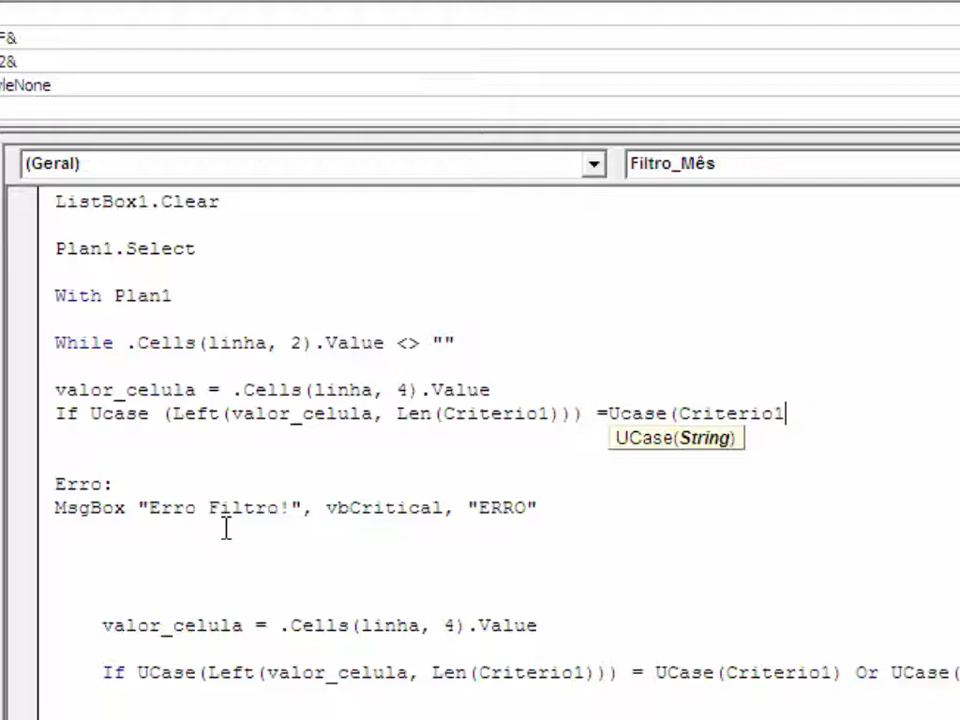 F&
2&
yleNone
(Geral) Filtro_Mês
ListBox1.Clear
Plan1.Select
With Plan1
While .Cells(linha, 2).Value <> ""
valor_celula = .Cells(linha, 4).Value
If Ucase (Left(valor_celula, Len(Criterio1))) =Ucase(Criterio1
UCase(String)
Erro:
MsgBox "Erro Filtro!", vbCritical, "ERRO"
valor_celula = .Cells(linha, 4).Value
If UCase(Left(valor_celula, Len(Criterio1))) = UCase(Criterio1) Or UCase(